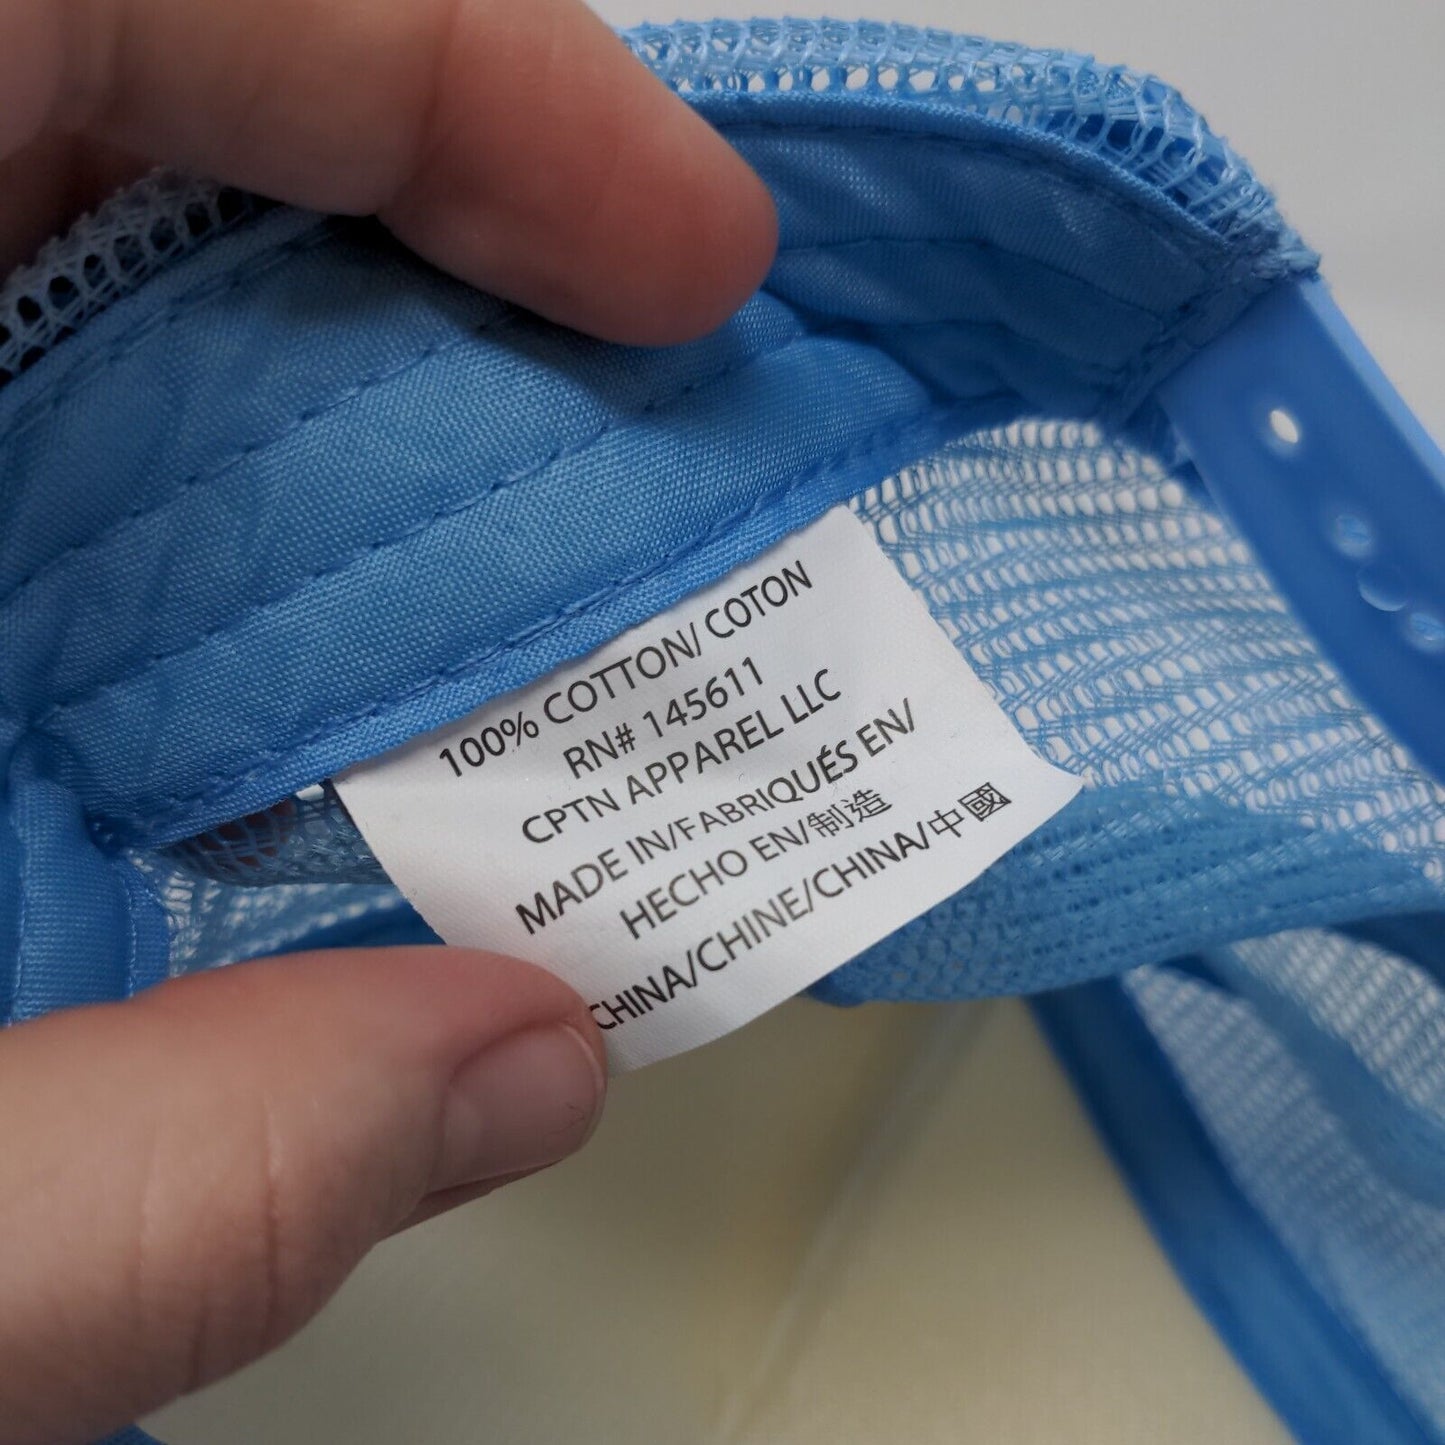 100% COTTON/ COTON
RN# 145611
CPTN APPAREL LLC
MADE IN/FABRIQUÉS EN/
HECHO EN/制造
CHINA/CHINE/CHINA/中國